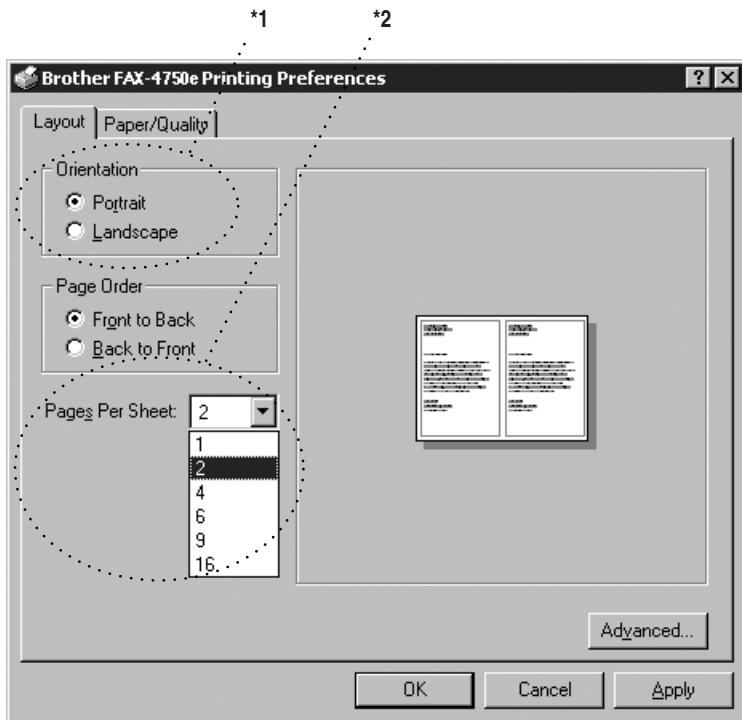 *1 *2
Brother FAX-4750e Printing Preferences
Layout Paper/Quality
Orientation
Portrait
Landscape
Page Order
Front to Back
Back to Front
Pages Per Sheet: 2
1
2
4
6
9
16
Advanced...
OK Cancel Apply